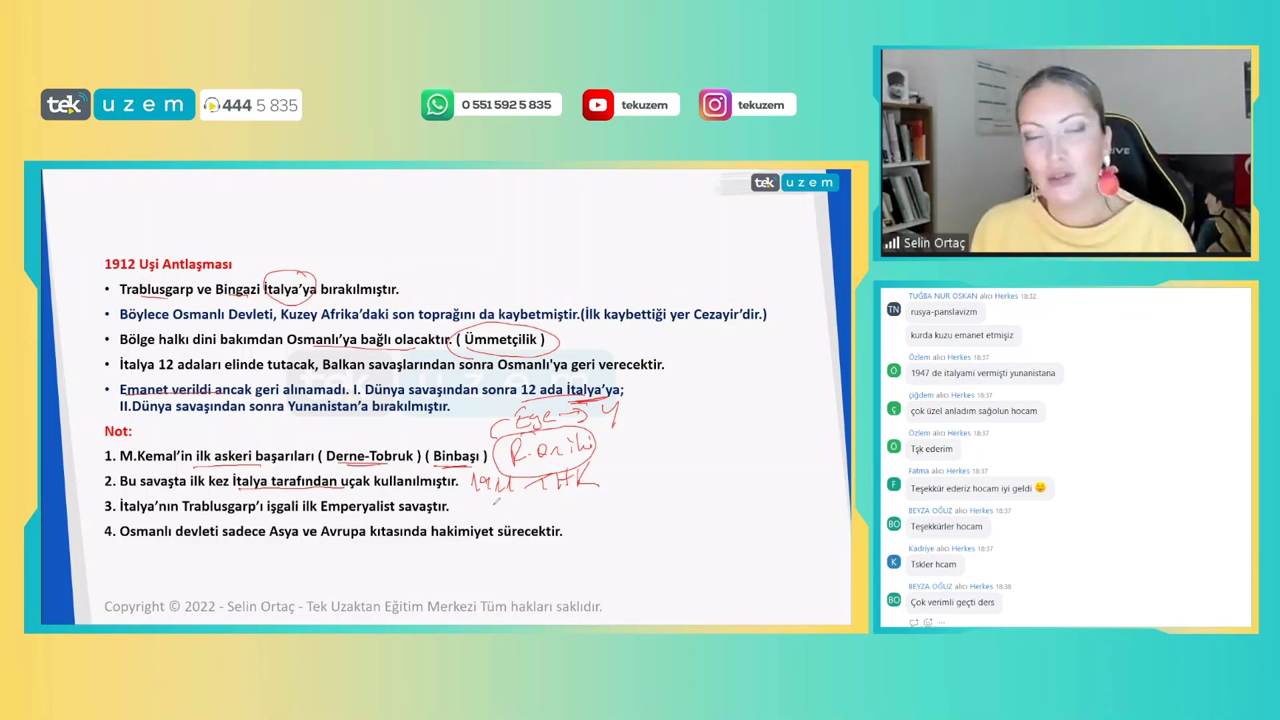 tek uzem 444 5 835
0 551 592 5 835
tekuzem
tekuzem
tek uzem
1912 Uşi Antlaşması
• Trablusgarp ve Bingazi İtalya'ya bırakılmıştır.
• Böylece Osmanlı Devleti, Kuzey Afrika'daki son toprağını da kaybetmiştir.(İlk kaybettiği yer Cezayir'dir.)
• Bölge halkı dini bakımdan Osmanlı'ya bağlı olacaktır. ( Ümmetçilik )
• İtalya 12 adaları elinde tutacak, Balkan savaşlarından sonra Osmanlı'ya geri verecektir.
• Emanet verildi ancak geri alınamadı. I. Dünya savaşından sonra 12 ada İtalya'ya;
II.Dünya savaşından sonra Yunanistan'a bırakılmıştır.
Ege → Y
Not:
R. On iki
1. M.Kemal'in ilk askeri başarıları ( Derne-Tobruk ) ( Binbaşı )
2. Bu savaşta ilk kez İtalya tarafından uçak kullanılmıştır. 1911 THK
3. İtalya'nın Trablusgarp'ı işgali ilk Emperyalist savaştır.
4. Osmanlı devleti sadece Asya ve Avrupa kıtasında hakimiyet sürecektir.
Copyright © 2022 - Selin Ortaç - Tek Uzaktan Eğitim Merkezi Tüm hakları saklıdır.
Selin Ortaç
TUĞBA NUR OSKAN alıcı Herkes 18:32
TN rusya-panslavizm
kurda kuzu emanet etmişiz
Özlem alıcı Herkes 18:37
Ö 1947 de italyami vermişti yunanistana
çiğdem alıcı Herkes 18:37
Ç çok üzel anladım sağolun hocam
Özlem alıcı Herkes 18:37
Ö Tşk ederim
Fatma alıcı Herkes 18:37
F Teşekkür ederiz hocam iyi geldi 😊
BEYZA OĞUZ alıcı Herkes 18:37
BO Teşekkürler hocam
Kadriye alıcı Herkes 18:37
K Tskler hcam
BEYZA OĞUZ alıcı Herkes 18:38
BO Çok verimli geçti ders